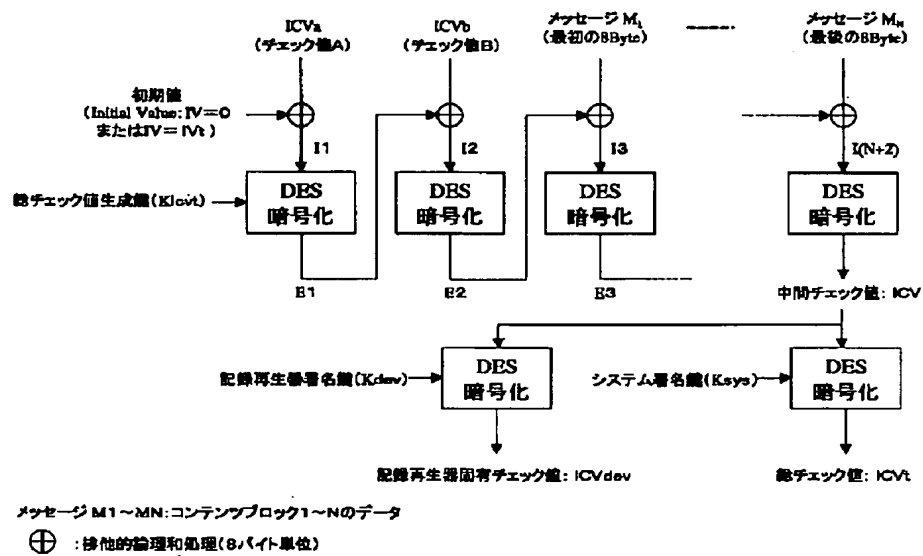 ICVa
(チェック値A)
ICVb
(チェック値B)
メッセージ M1
(最初の8Byte)
メッセージ MN
(最後の8Byte)
初期値
(Initial Value: IV=0
またはIV=IVt )
I1
I2
I3
I(N+2)
総チェック値生成鍵(Kicvt)
DES
暗号化
DES
暗号化
DES
暗号化
DES
暗号化
E1
E2
E3
中間チェック値: ICV
記録再生器署名鍵(Kdev)
DES
暗号化
システム署名鍵(Ksys)
DES
暗号化
記録再生器固有チェック値: ICVdev
総チェック値: ICVt
メッセージ M1~MN:コンテンツブロック1~Nのデータ
⊕ :排他的論理和処理(8バイト単位)